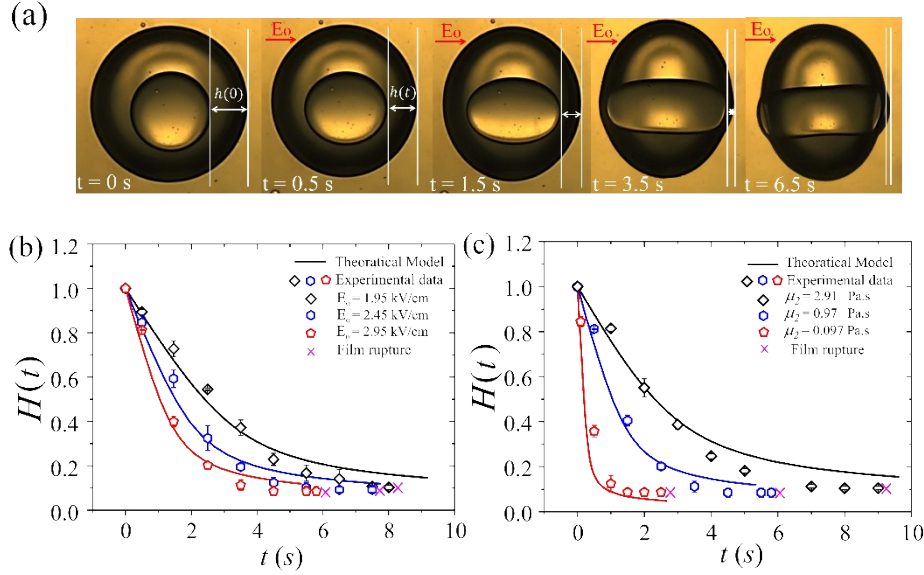 (a)
E₀ E₀ E₀ E₀
h(0) h(t)
t = 0 s t = 0.5 s t = 1.5 s t = 3.5 s t = 6.5 s
(b)
1.2
1.0
0.8
0.6
0.4
0.2
0.0
H(t)
Theoratical Model
Experimental data
E₀ = 1.95 kV/cm
E₀ = 2.45 kV/cm
E₀ = 2.95 kV/cm
Film rupture
0 2 4 6 8 10
t (s)
(c)
1.2
1.0
0.8
0.6
0.4
0.2
0.0
H(t)
Theoratical Model
Experimental data
μ₂ = 2.91 Pa.s
μ₂ = 0.97 Pa.s
μ₂ = 0.097 Pa.s
Film rupture
0 2 4 6 8 10
t (s)